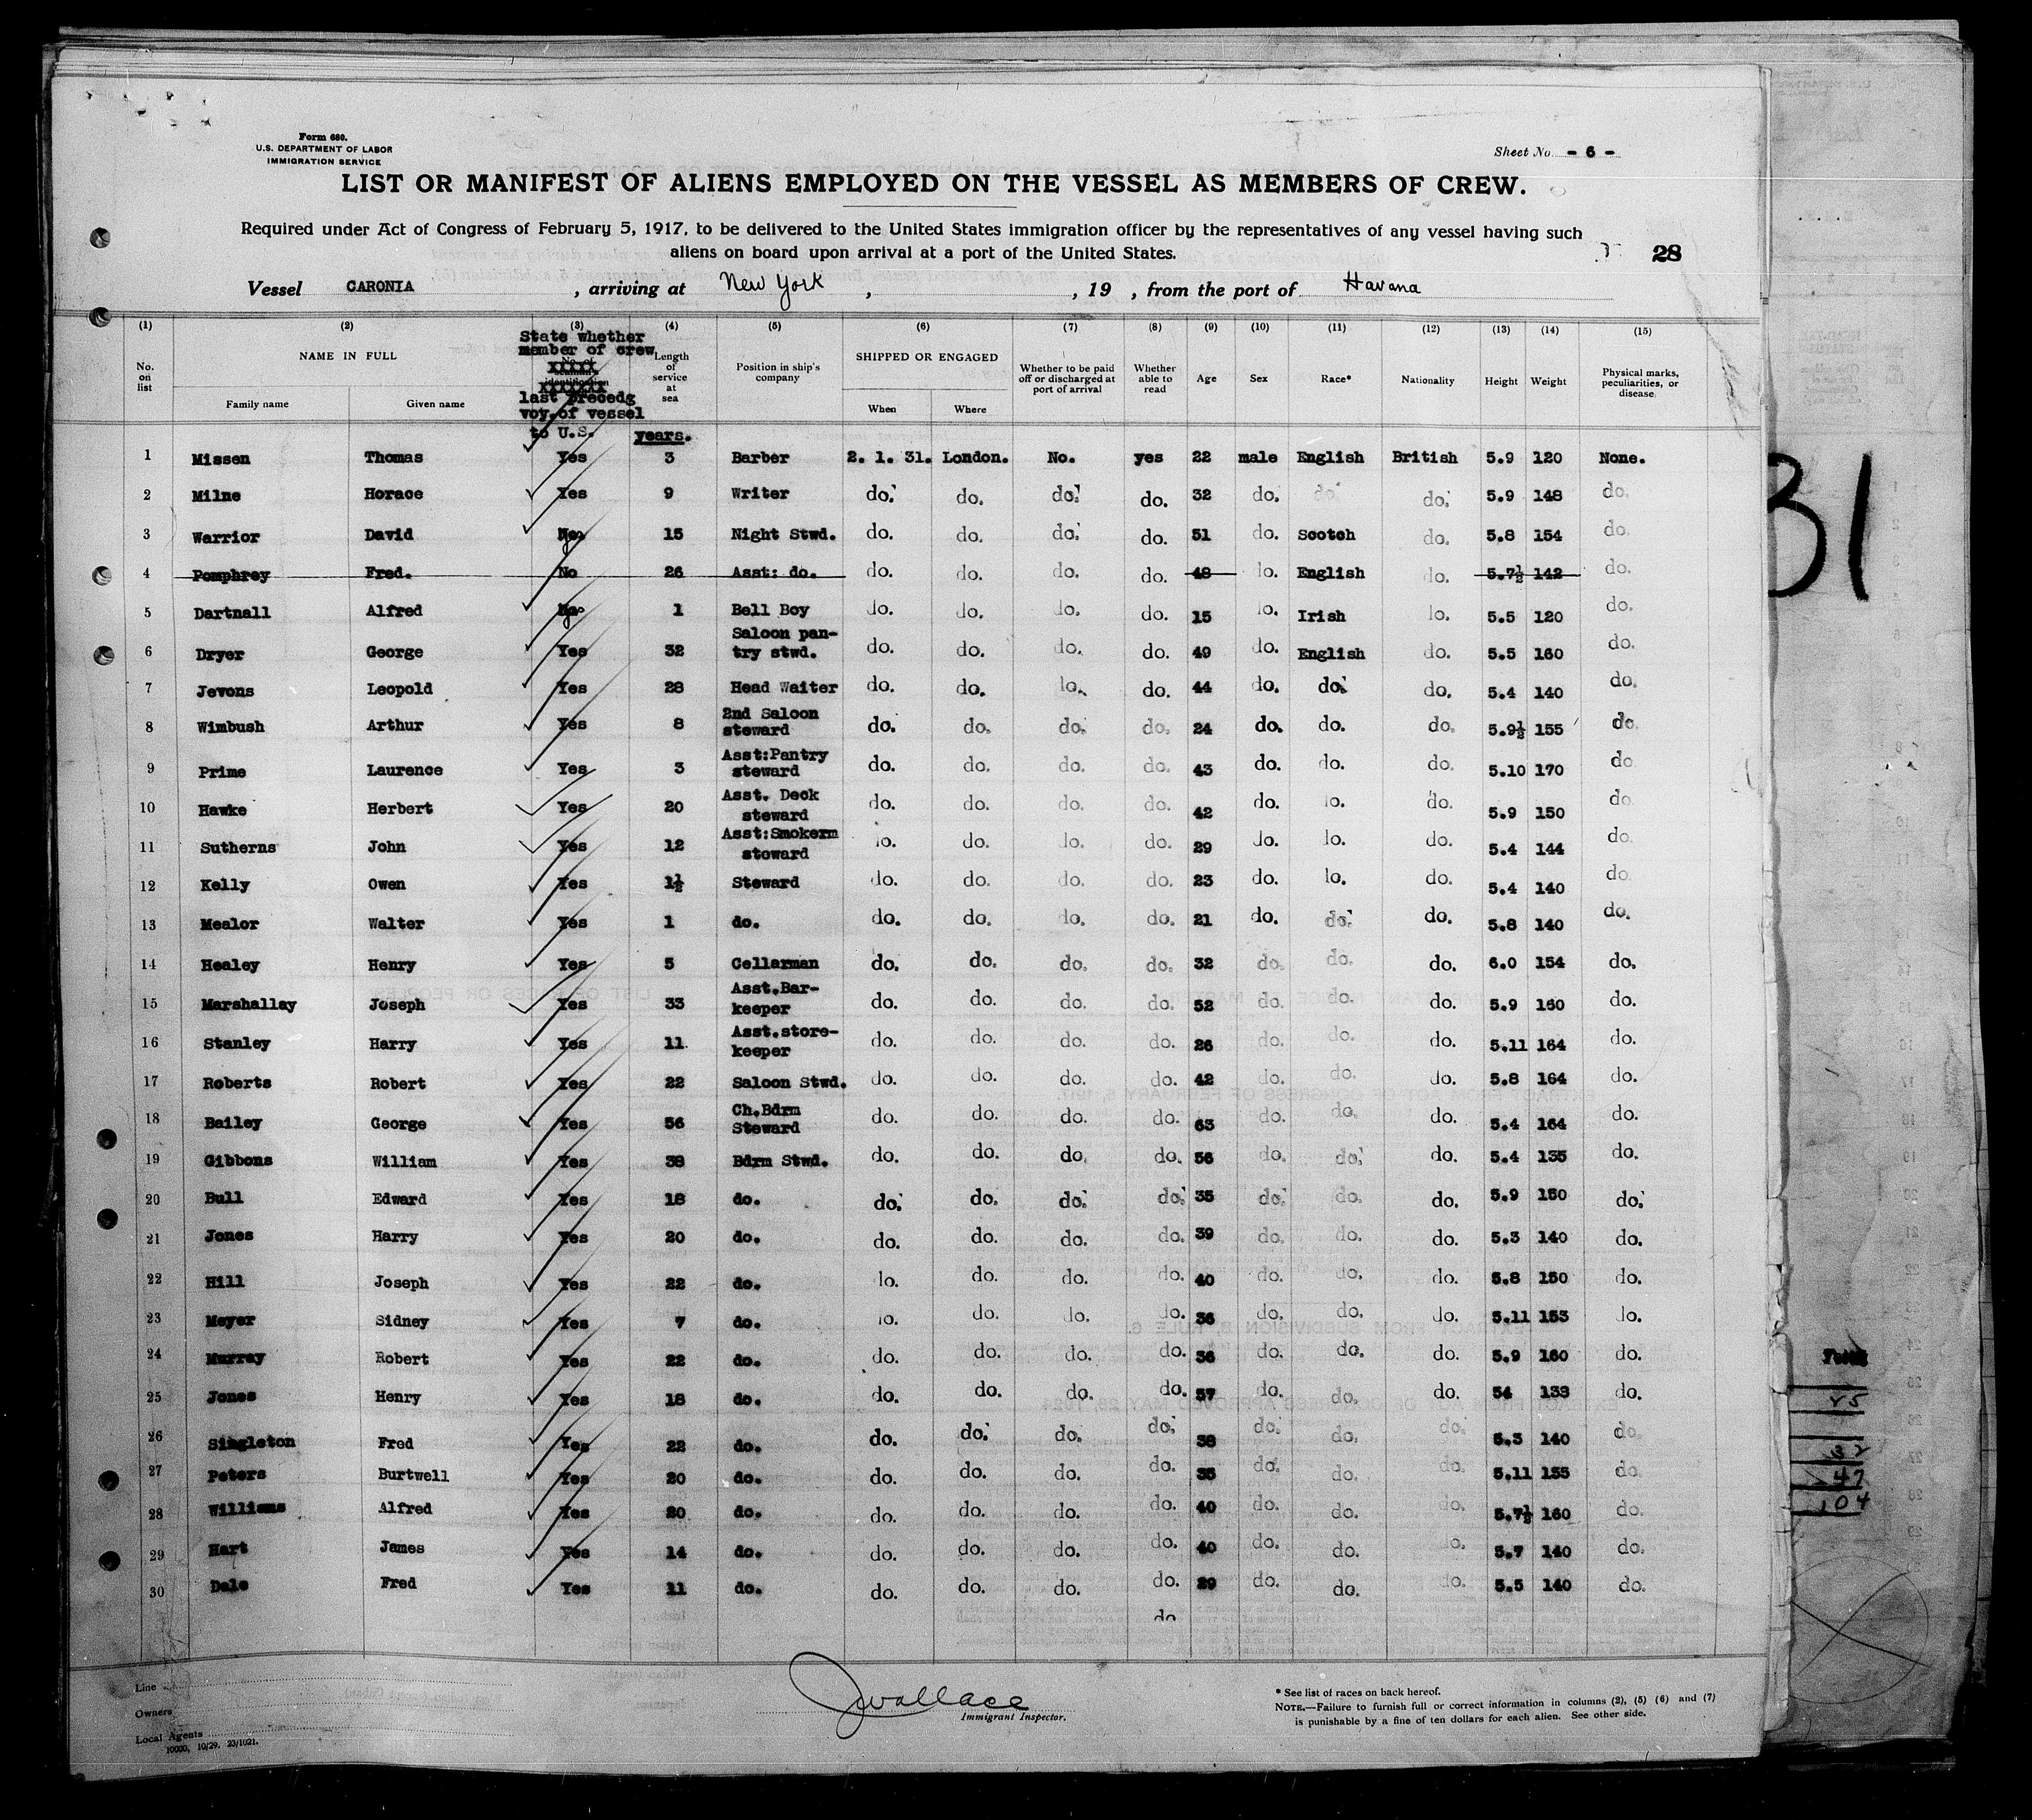 Form 680.
U.S. DEPARTMENT OF LABOR
IMMIGRATION SERVICE
Sheet No. - 6 -
LIST OR MANIFEST OF ALIENS EMPLOYED ON THE VESSEL AS MEMBERS OF CREW.
Required under Act of Congress of February 5, 1917, to be delivered to the United States immigration officer by the representatives of any vessel having such
aliens on board upon arrival at a port of the United States.
28
Vessel CARONIA, arriving at New York, , 19 , from the port of Havana
(1) (2) (3) (4) (5) (6) (7) (8) (9) (10) (11) (12) (13) (14) (15)
No. on list
NAME IN FULL
Family name Given name
State whether member of crew last precedg voy. of vessel to U.S.
Length of service at sea years.
Position in ship's company
SHIPPED OR ENGAGED
When Where
Whether to be paid off or discharged at port of arrival
Whether able to read
Age Sex Race* Nationality Height Weight
Physical marks, peculiarities, or disease
1 Missen Thomas Yes 3 Barber 2. 1. 31. London. No. yes 22 male English British 5.9 120 None.
2 Milne Horace Yes 9 Writer do. do. do. do. 32 do. do. do. 5.9 148 do.
3 Warrior David Yes 15 Night Stwd. do. do. do. do. 51 do. Scotch do. 5.8 154 do.
4 Pomphrey Fred. No 26 Asst: do. do. do. do. do. 48 do. English do. 5.7½ 142 do.
5 Dartnall Alfred 1 Bell Boy do. do. do. do. 15 do. Irish do. 5.5 120 do.
6 Dryer George Yes 32 Saloon pan-try stwd. do. do. do. do. 49 do. English do. 5.5 160 do.
7 Jevons Leopold Yes 28 Head Waiter do. do. do. do. 44 do. do. do. 5.4 140 do.
8 Wimbush Arthur Yes 8 2nd Saloon steward do. do. do. do. 24 do. do. do. 5.9½ 155 do.
9 Prime Laurence Yes 3 Asst:Pantry steward do. do. do. do. 43 do. do. do. 5.10 170 do.
10 Hawke Herbert Yes 20 Asst. Deck steward do. do. do. do. 42 do. do. do. 5.9 150 do.
11 Sutherns John Yes 12 Asst:Smokerm steward do. do. do. do. 29 do. do. do. 5.4 144 do.
12 Kelly Owen Yes 1½ Steward do. do. do. do. 23 do. do. do. 5.4 140 do.
13 Mealor Walter Yes 1 do. do. do. do. do. 21 do. do. do. 5.8 140 do.
14 Healey Henry Yes 5 Cellarman do. do. do. do. 32 do. do. do. 6.0 154 do.
15 Marshallay Joseph Yes 33 Asst.Bar-keeper do. do. do. do. 52 do. do. do. 5.9 160 do.
16 Stanley Harry Yes 11 Asst.store-keeper do. do. do. do. 26 do. do. do. 5.11 164 do.
17 Roberts Robert Yes 22 Saloon Stwd. do. do. do. do. 42 do. do. do. 5.8 164 do.
18 Bailey George Yes 56 Ch.Bdrm Steward do. do. do. do. 63 do. do. do. 5.4 164 do.
19 Gibbons William Yes 38 Bdrm Stwd. do. do. do. do. 56 do. do. do. 5.4 135 do.
20 Bull Edward Yes 18 do. do. do. do. do. 35 do. do. do. 5.9 150 do.
21 Jones Harry Yes 20 do. do. do. do. do. 39 do. do. do. 5.3 140 do.
22 Hill Joseph Yes 22 do. do. do. do. do. 40 do. do. do. 5.8 150 do.
23 Meyer Sidney Yes 7 do. do. do. do. do. 36 do. do. do. 5.11 153 do.
24 Murray Robert Yes 22 do. do. do. do. do. 36 do. do. do. 5.9 160 do.
25 Jones Henry Yes 18 do. do. do. do. do. 37 do. do. do. 54 133 do.
26 Singleton Fred Yes 22 do. do. do. do. do. 38 do. do. do. 5.3 140 do.
27 Peters Burtwell Yes 20 do. do. do. do. do. 35 do. do. do. 5.11 155 do.
28 Williams Alfred Yes 20 do. do. do. do. do. 40 do. do. do. 5.7½ 160 do.
29 Hart James Yes 14 do. do. do. do. do. 40 do. do. do. 5.7 140 do.
30 Dale Fred Yes 11 do. do. do. do. do. 29 do. do. do. 5.5 140 do.
do
31
25
32
47
104
Line
Owners
Local Agents
10000, 10/29. 23/1021.
JWallace
Immigrant Inspector.
* See list of races on back hereof.
NOTE.—Failure to furnish full or correct information in columns (2), (5) (6) and (7)
is punishable by a fine of ten dollars for each alien. See other side.